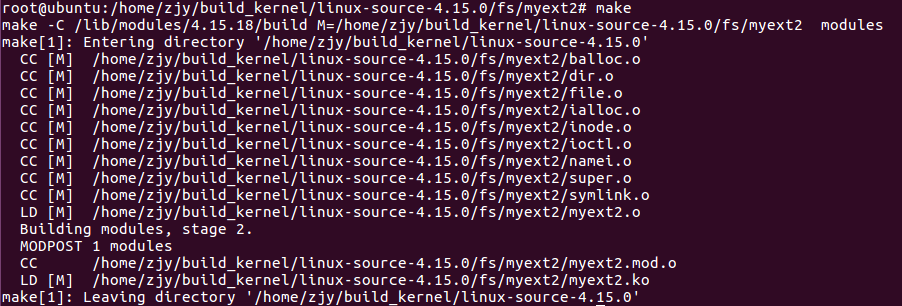 root@ubuntu:/home/zjy/build_kernel/linux-source-4.15.0/fs/myext2# make
make -C /lib/modules/4.15.18/build M=/home/zjy/build_kernel/linux-source-4.15.0/fs/myext2  modules
make[1]: Entering directory '/home/zjy/build_kernel/linux-source-4.15.0'
  CC [M]  /home/zjy/build_kernel/linux-source-4.15.0/fs/myext2/balloc.o
  CC [M]  /home/zjy/build_kernel/linux-source-4.15.0/fs/myext2/dir.o
  CC [M]  /home/zjy/build_kernel/linux-source-4.15.0/fs/myext2/file.o
  CC [M]  /home/zjy/build_kernel/linux-source-4.15.0/fs/myext2/ialloc.o
  CC [M]  /home/zjy/build_kernel/linux-source-4.15.0/fs/myext2/inode.o
  CC [M]  /home/zjy/build_kernel/linux-source-4.15.0/fs/myext2/ioctl.o
  CC [M]  /home/zjy/build_kernel/linux-source-4.15.0/fs/myext2/namei.o
  CC [M]  /home/zjy/build_kernel/linux-source-4.15.0/fs/myext2/super.o
  CC [M]  /home/zjy/build_kernel/linux-source-4.15.0/fs/myext2/symlink.o
  LD [M]  /home/zjy/build_kernel/linux-source-4.15.0/fs/myext2/myext2.o
  Building modules, stage 2.
  MODPOST 1 modules
  CC      /home/zjy/build_kernel/linux-source-4.15.0/fs/myext2/myext2.mod.o
  LD [M]  /home/zjy/build_kernel/linux-source-4.15.0/fs/myext2/myext2.ko
make[1]: Leaving directory '/home/zjy/build_kernel/linux-source-4.15.0'